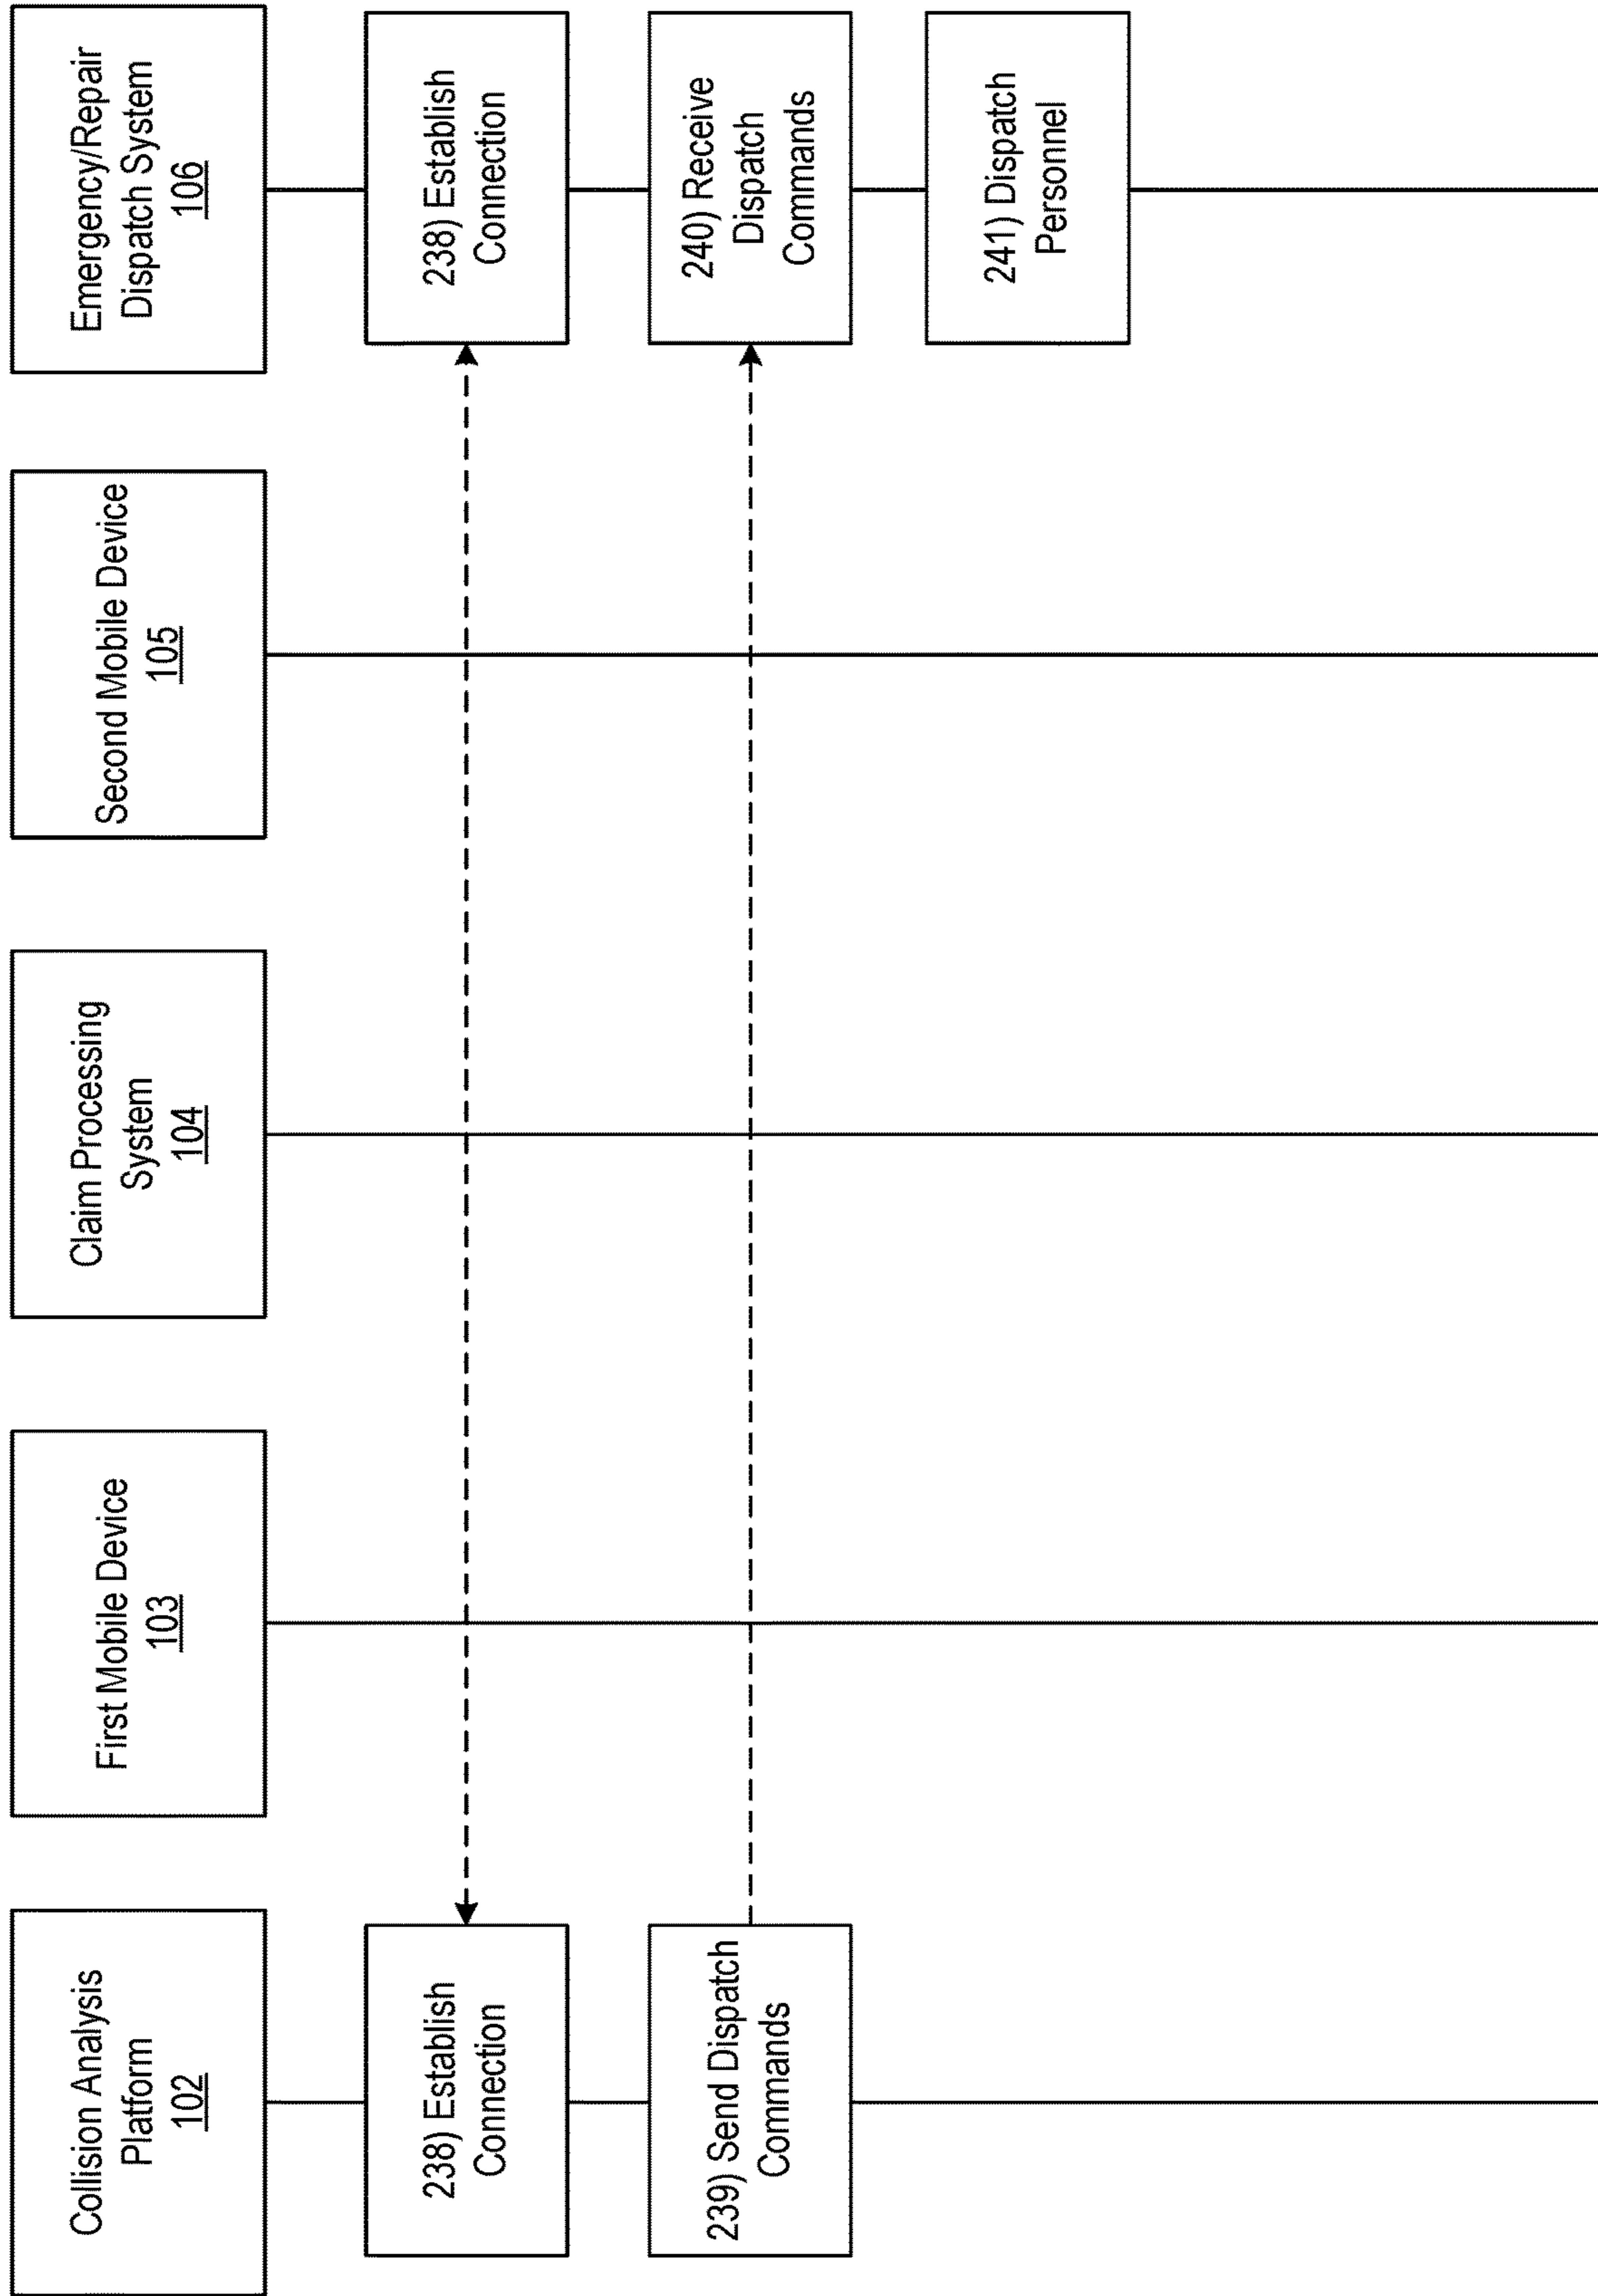 Collision Analysis
Platform
102
First Mobile Device
103
Claim Processing
System
104
Second Mobile Device
105
Emergency/Repair
Dispatch System
106
238) Establish
Connection
238) Establish
Connection
239) Send Dispatch
Commands
240) Receive
Dispatch
Commands
241) Dispatch
Personnel